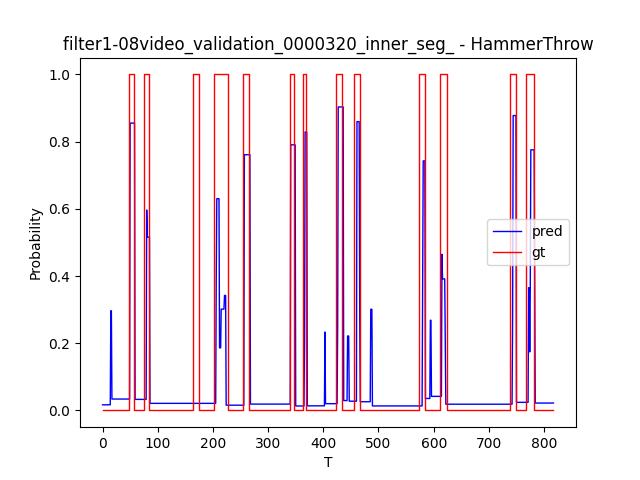 filter1-08video_validation_0000320_inner_seg_ - HammerThrow
1.0
0.8
0.6
0.4
0.2
0.0
Probability
pred
gt
0 100 200 300 400 500 600 700 800
T